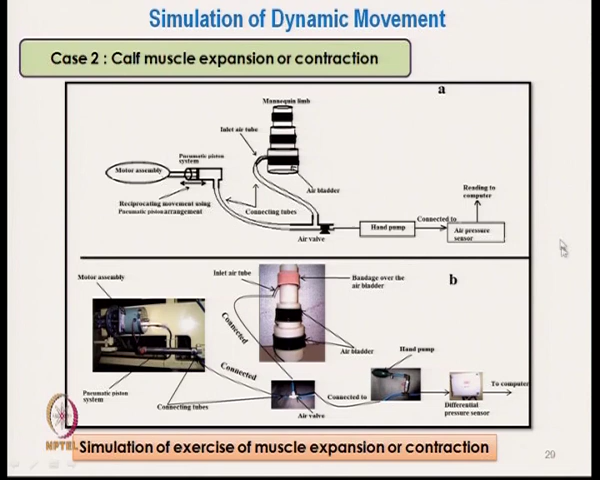 Simulation of Dynamic Movement
Case 2 : Calf muscle expansion or contraction
a
Mannequin limb
Inlet air tube
Pneumatic piston
system
Motor assembly
Air bladder
Reciprocating movement using
Pneumatic piston arrangement
Connecting tubes
Air valve
Hand pump
Connected to
Reading to
computer
Air pressure
sensor
b
Motor assembly
Inlet air tube
Bandage over the
air bladder
Connected
Air bladder
Hand pump
Connected
Pneumatic piston
system
Connecting tubes
Air valve
Connected to
To computer
Differential
pressure sensor
NPTEL
Simulation of exercise of muscle expansion or contraction
29